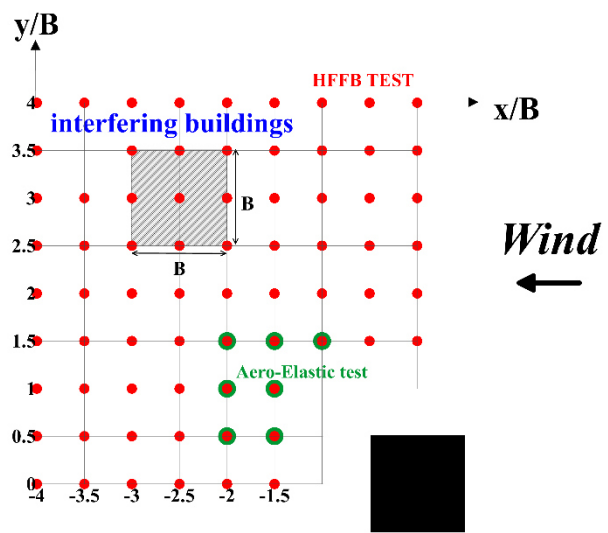 y/B
HFFB TEST
4
x/B
interfering buildings
3.5
3
B
Wind
2.5
B
2
1.5
Aero-Elastic test
1
0.5
0
-4 -3.5 -3 -2.5 -2 -1.5